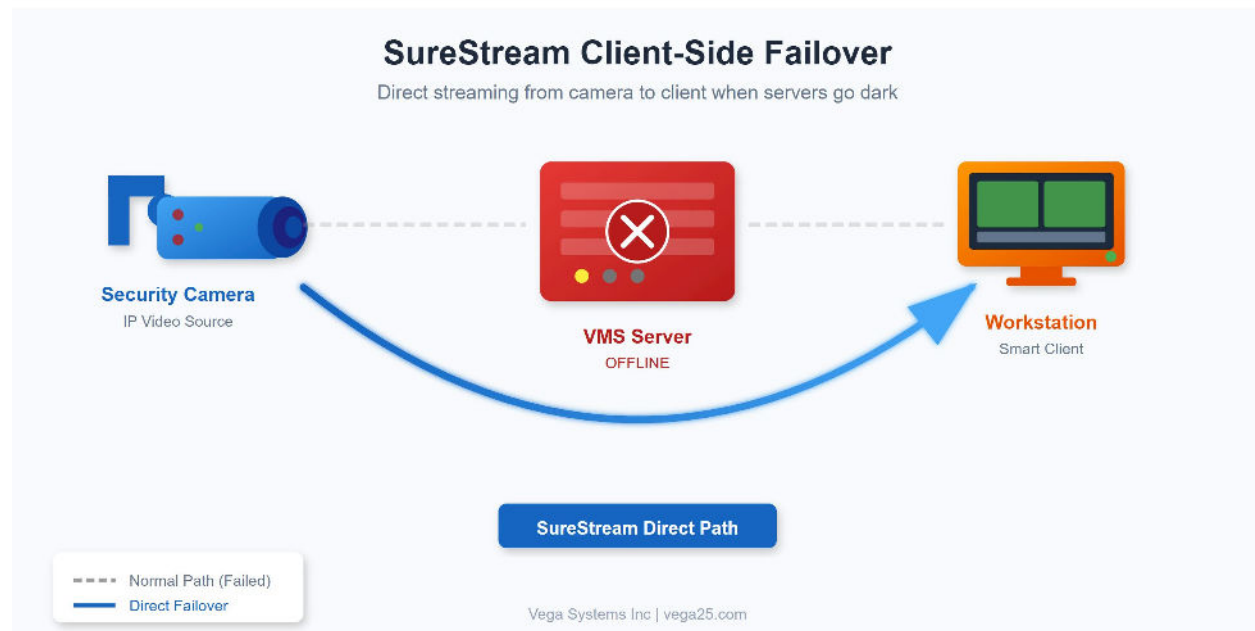 SureStream Client-Side Failover
Direct streaming from camera to client when servers go dark
Security Camera
IP Video Source
VMS Server
OFFLINE
Workstation
Smart Client
SureStream Direct Path
Normal Path (Failed)
Direct Failover
Vega Systems Inc | vega25.com